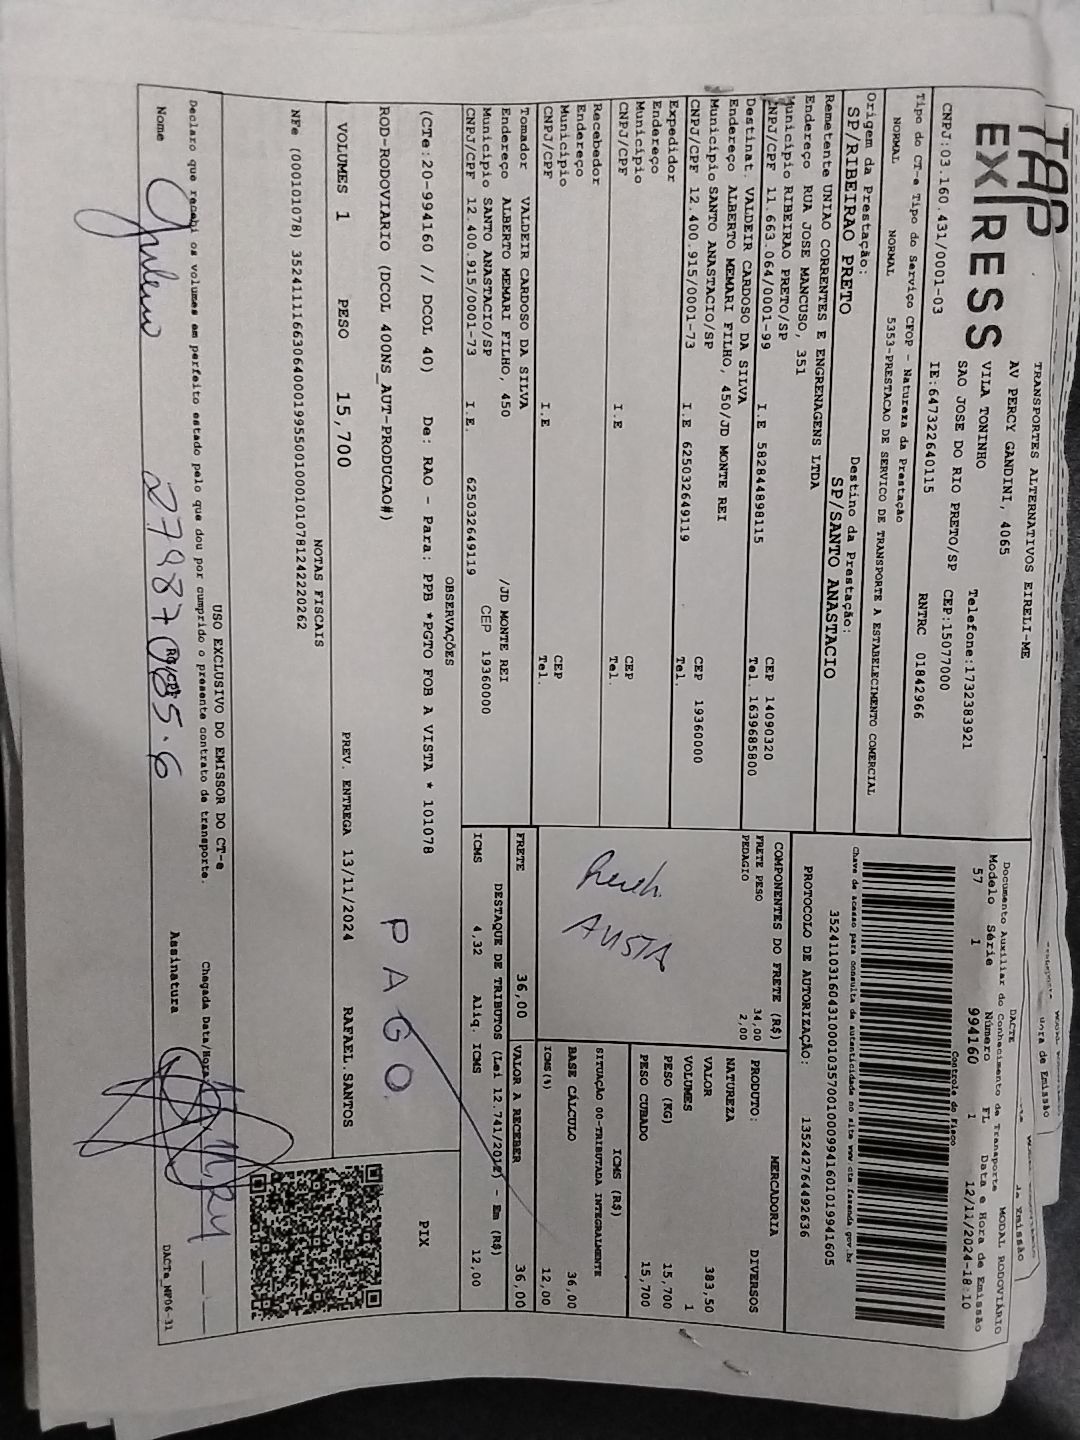 TAP
EXPRESS
TRANSPORTES ALTERNATIVOS EIRELI-ME
AV PERCY GANDINI, 4065
VILA TONINHO Telefone:1732383921
SAO JOSE DO RIO PRETO/SP CEP:15077000
CNPJ:03.160.431/0001-03 IE:647322640115 RNTRC 01842966
Tipo do CT-e Tipo do Serviço CFOP - Natureza da Prestação
NORMAL NORMAL 5353-PRESTACAO DE SERVICO DE TRANSPORTE A ESTABELECIMENTO COMERCIAL
Origem da Prestação: Destino da Prestação:
SP/RIBEIRAO PRETO SP/SANTO ANASTACIO
Remetente UNIAO CORRENTES E ENGRENAGENS LTDA
Endereço RUA JOSE MANCUSO, 351
Município RIBEIRAO PRETO/SP CEP 14090320
CNPJ/CPF 11.663.064/0001-99 I.E 582844898115 Tel. 1639685800
Destinat. VALDEIR CARDOSO DA SILVA
Endereço ALBERTO MEMARI FILHO, 450/JD MONTE REI
Município SANTO ANASTACIO/SP CEP 19360000
CNPJ/CPF 12.400.915/0001-73 I.E 625032649119 Tel.
Expedidor
Endereço
Município CEP
CNPJ/CPF I.E Tel.
Recebedor
Endereço
Município CEP
CNPJ/CPF I.E Tel.
Tomador VALDEIR CARDOSO DA SILVA
Endereço ALBERTO MEMARI FILHO, 450 /JD MONTE REI
Município SANTO ANASTACIO/SP CEP 19360000
CNPJ/CPF 12.400.915/0001-73 I.E. 625032649119
DACTE
Documento Auxiliar do Conhecimento de Transporte MODAL RODOVIÁRIO
Modelo Série Número FL Data e Hora de Emissão
57 1 994160 1 12/11/2024-18:10
Controle do Fisco
Chave de acesso para consulta de autenticidade no site www.cte.fazenda.gov.br
35241103160431000103570010009941601019941605
PROTOCOLO DE AUTORIZAÇÃO: 135242764492636
COMPONENTES DO FRETE (R$)
FRETE PESO 34,00
PEDAGIO 2,00
AVISTA
MERCADORIA
PRODUTO: DIVERSOS
NATUREZA
VALOR 383,50
VOLUMES 1
PESO (KG) 15,700
PESO CUBADO 15,700
ICMS (R$)
SITUAÇÃO 00-TRIBUTADA INTEGRALMENTE
BASE CÁLCULO 36,00
ICMS(%) 12,00
FRETE 36,00 VALOR A RECEBER 36,00
DESTAQUE DE TRIBUTOS (Lei 12.741/2012) - Em (R$)
ICMS 4,32 Aliq. ICMS 12,00
OBSERVAÇÕES
(CTe:20-994160 // DCOL 40) De: RAO - Para: PPB *PGTO FOB A VISTA * 101078
ROD-RODOVIARIO (DCOL 400NS_AUT-PRODUCAO#)
PAGO
PIX
VOLUMES 1 PESO 15,700 PREV. ENTREGA 13/11/2024 RAFAEL.SANTOS
NOTAS FISCAIS
NFe (000101078) 35241111663064000199550010001010781242220262
USO EXCLUSIVO DO EMISSOR DO CT-e
Declaro que recebi os volumes em perfeito estado pelo que dou por cumprido o presente contrato de transporte. Chegada Data/Hora
Nome RG/CPF Assinatura
DACTe_NF06-31